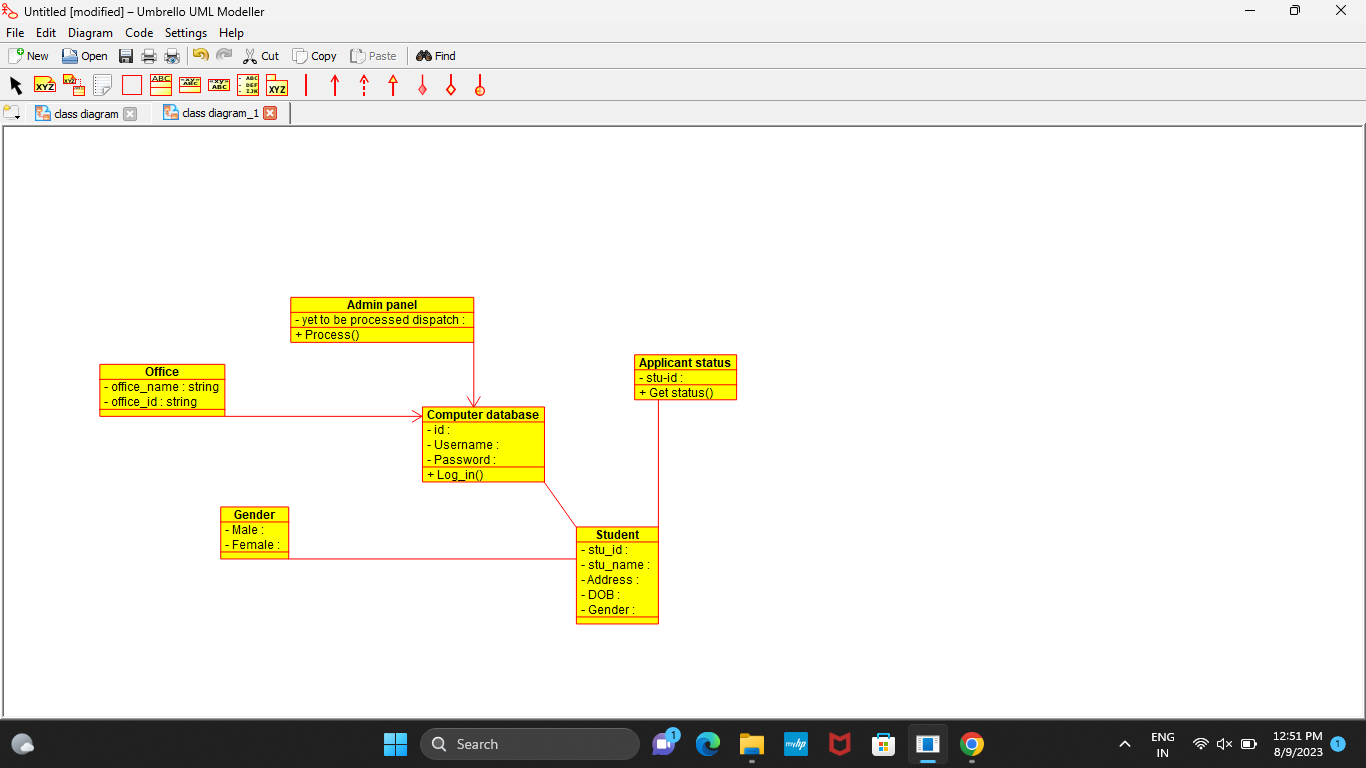 Untitled [modified] – Umbrello UML Modeller
File Edit Diagram Code Settings Help
New Open Cut Copy Paste Find
XYZ XYZ ABC -xy= ABC -xy= ABC - ABC - DEF - IJK XYZ
class diagram class diagram_1
Admin panel
- yet to be processed dispatch :
+ Process()
Applicant status
- stu-id :
+ Get status()
Office
- office_name : string
- office_id : string
Computer database
- id :
- Username :
- Password :
+ Log_in()
Gender
- Male :
- Female :
Student
- stu_id :
- stu_name :
- Address :
- DOB :
- Gender :
Search
1
myhp
ENG
IN
12:51 PM
8/9/2023
1